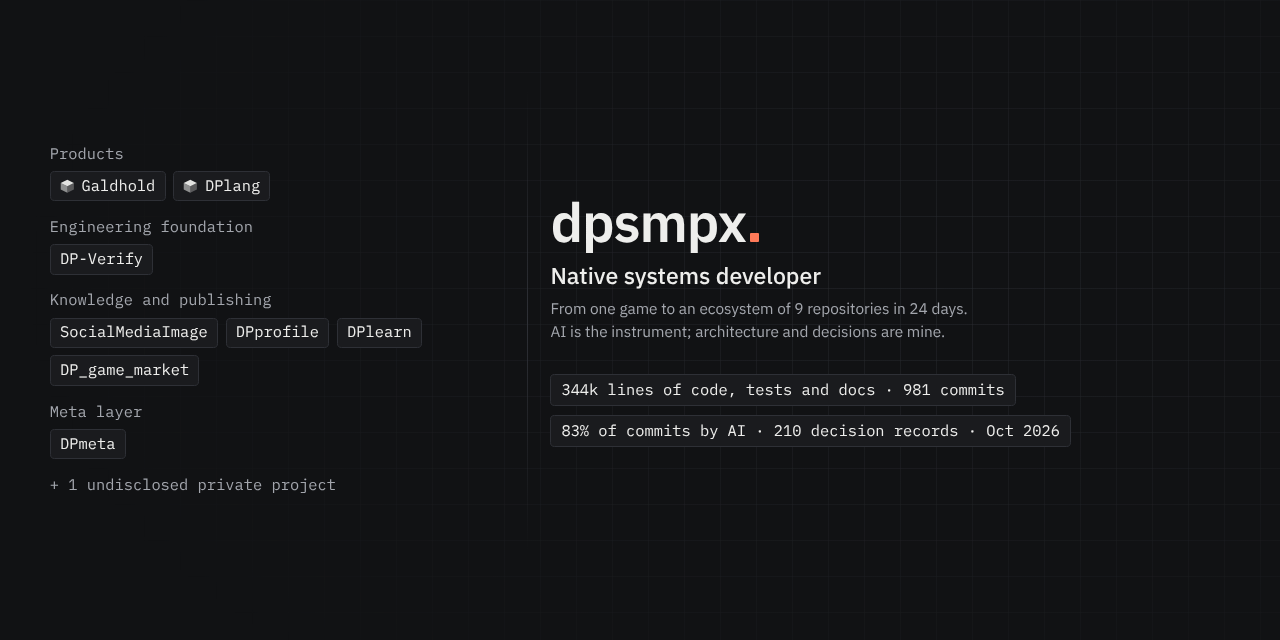 Products
Galdhold DPlang
Engineering foundation
DP-Verify
Knowledge and publishing
SocialMediaImage DPprofile DPlearn
DP_game_market
Meta layer
DPmeta
+ 1 undisclosed private project
dpsmpx.
Native systems developer
From one game to an ecosystem of 9 repositories in 24 days.
AI is the instrument; architecture and decisions are mine.
344k lines of code, tests and docs · 981 commits
83% of commits by AI · 210 decision records · Oct 2026